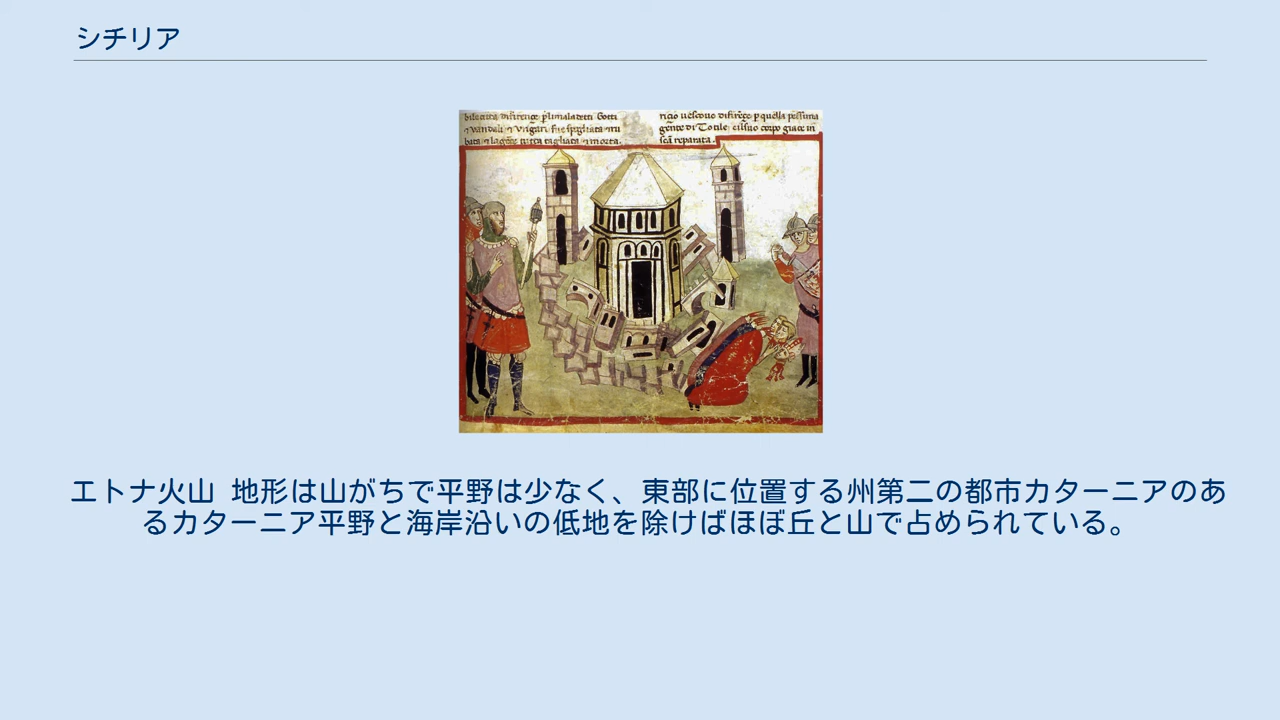 シチリア
gente di Totile
エトナ火山 地形は山がちで平野は少なく、東部に位置する州第二の都市カターニアのあ
るカターニア平野と海岸沿いの低地を除けばほぼ丘と山で占められている。